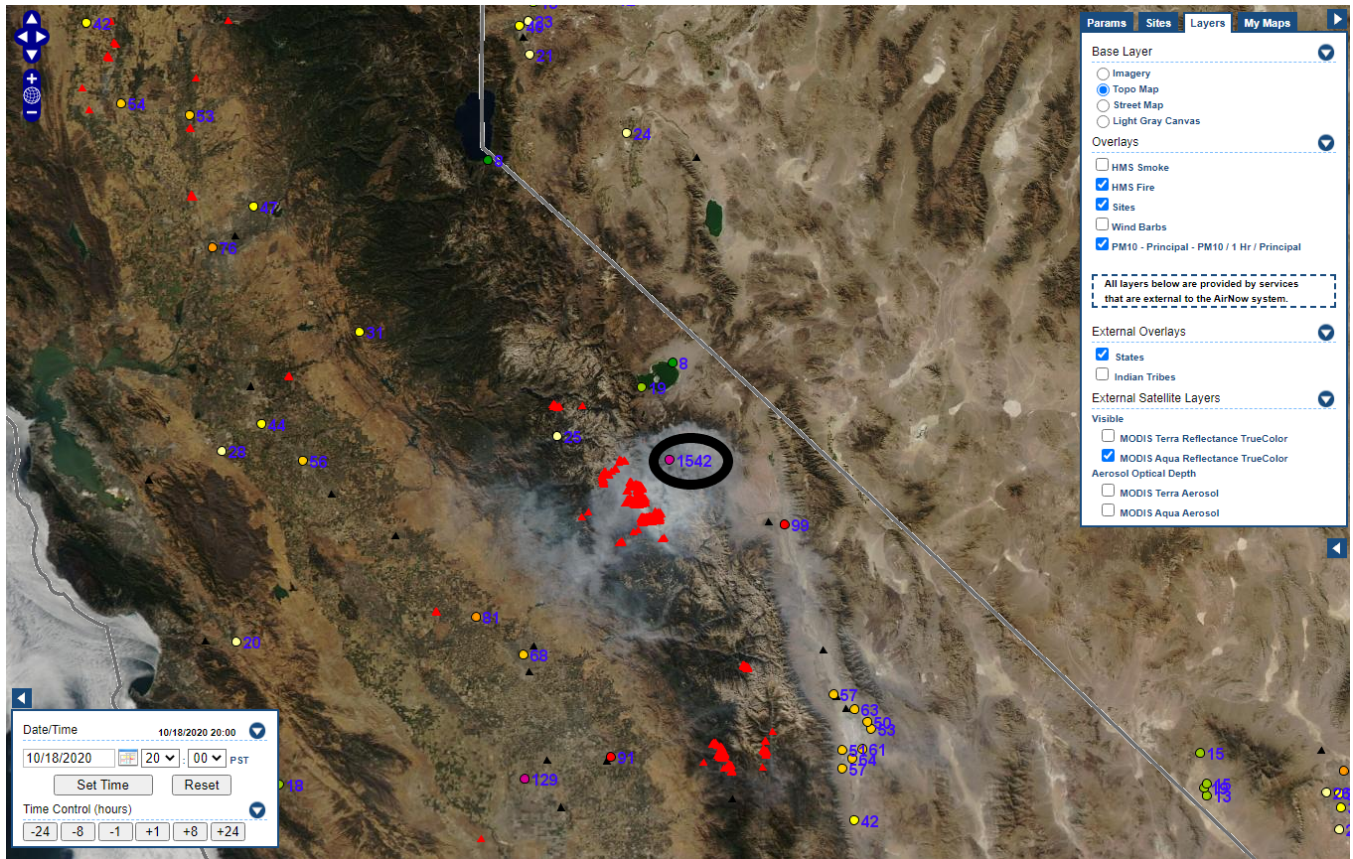 42
54
53
47
76
31
44
28
56
20
18
23
46
21
24
9
8
19
25
1542
99
81
68
91
129
57
63
50
53
61
64
57
42
15
15
13
Params Sites Layers My Maps
Base Layer
Imagery
Topo Map
Street Map
Light Gray Canvas
Overlays
HMS Smoke
HMS Fire
Sites
Wind Barbs
PM10 - Principal - PM10 / 1 Hr / Principal
All layers below are provided by services
that are external to the AirNow system.
External Overlays
States
Indian Tribes
External Satellite Layers
Visible
MODIS Terra Reflectance TrueColor
MODIS Aqua Reflectance TrueColor
Aerosol Optical Depth
MODIS Terra Aerosol
MODIS Aqua Aerosol
Date/Time 10/18/2020 20:00
10/18/2020 20 : 00 PST
Set Time Reset
Time Control (hours)
-24 -8 -1 +1 +8 +24